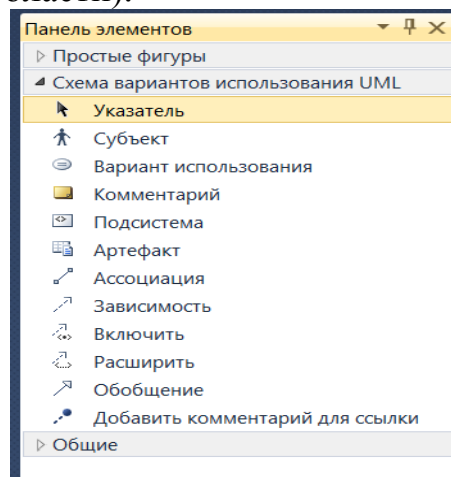 области).
Панель элементов
Простые фигуры
Схема вариантов использования UML
Указатель
Субъект
Вариант использования
Комментарий
Подсистема
Артефакт
Ассоциация
Зависимость
Включить
Расширить
Обобщение
Добавить комментарий для ссылки
Общие